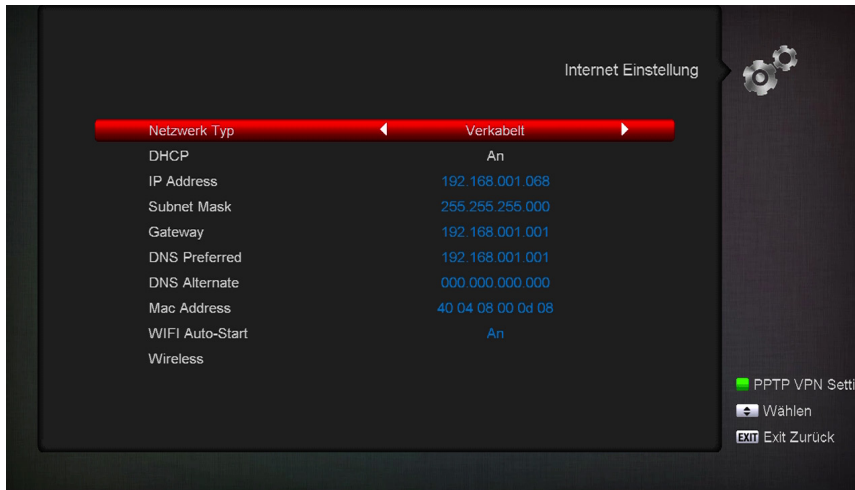 Internet Einstellung
Netzwerk Typ Verkabelt
DHCP An
IP Address 192.168.001.068
Subnet Mask 255.255.255.000
Gateway 192.168.001.001
DNS Preferred 192.168.001.001
DNS Alternate 000.000.000.000
Mac Address 40 04 08 00 0d 08
WIFI Auto-Start An
Wireless
PPTP VPN Setti
Wählen
EXIT Exit Zurück